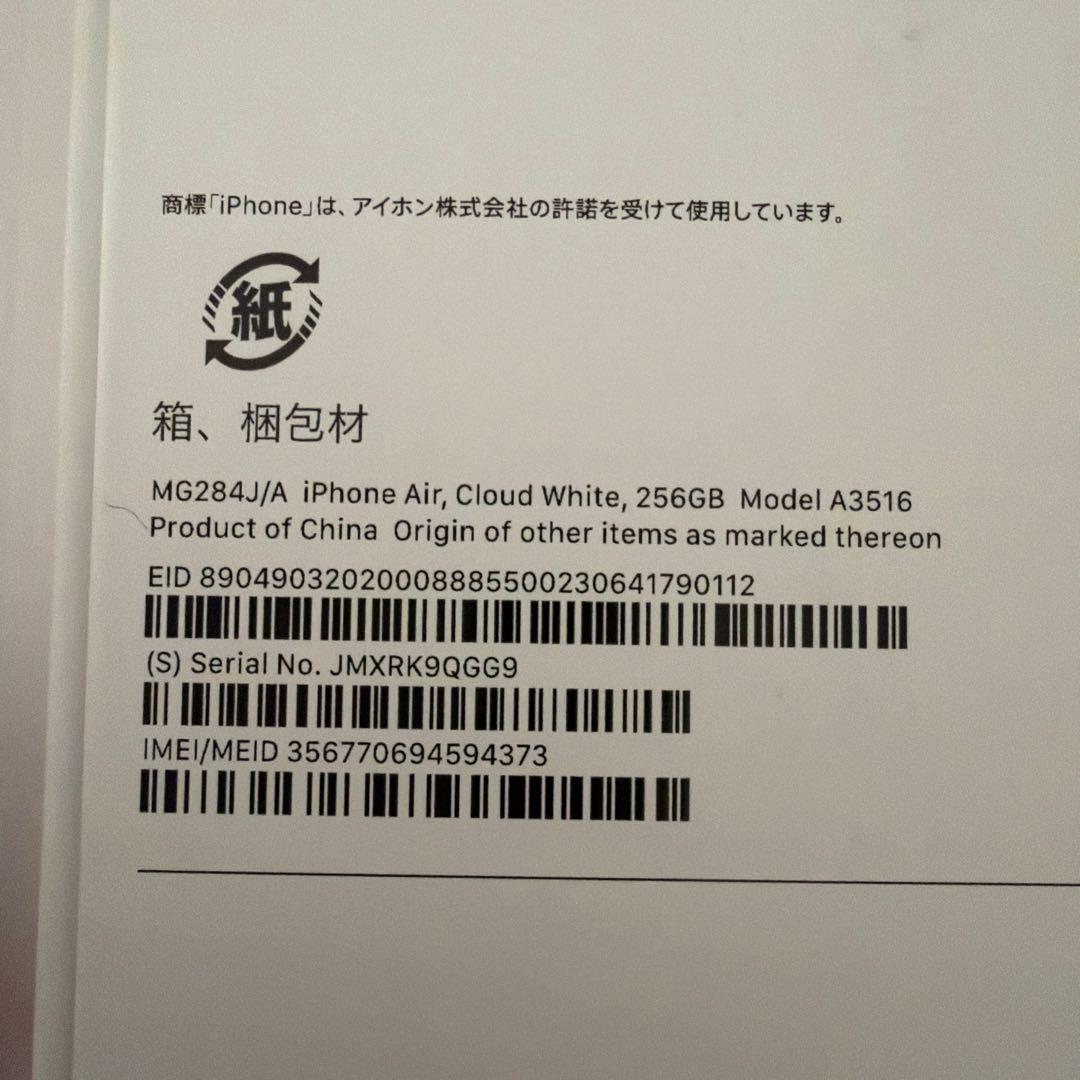 商標「iPhone」は、アイホン株式会社の許諾を受けて使用しています。
紙
箱、梱包材
MG284J/A iPhone Air, Cloud White, 256GB Model A3516
Product of China Origin of other items as marked thereon
EID 89049032020008885500230641790112
(S) Serial No. JMXRK9QGG9
IMEI/MEID 356770694594373